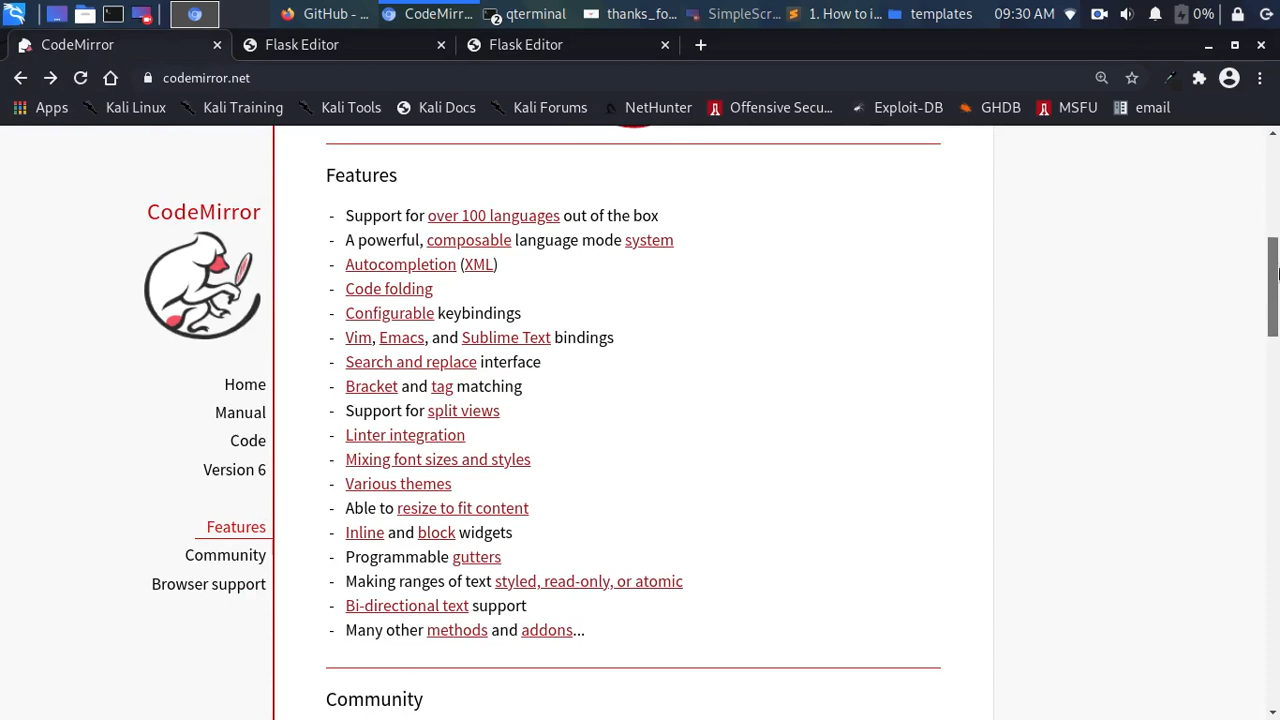 GitHub - ...
CodeMirr...
2
qterminal
thanks_fo...
SimpleScr...
1. How to i...
templates
09:30 AM
0%
CodeMirror
Flask Editor
Flask Editor
codemirror.net
Apps
Kali Linux
Kali Training
Kali Tools
Kali Docs
Kali Forums
NetHunter
Offensive Secu...
Exploit-DB
GHDB
MSFU
email
CodeMirror
Home
Manual
Code
Version 6
Features
Community
Browser support
Features
- Support for over 100 languages out of the box
- A powerful, composable language mode system
- Autocompletion (XML)
- Code folding
- Configurable keybindings
- Vim, Emacs, and Sublime Text bindings
- Search and replace interface
- Bracket and tag matching
- Support for split views
- Linter integration
- Mixing font sizes and styles
- Various themes
- Able to resize to fit content
- Inline and block widgets
- Programmable gutters
- Making ranges of text styled, read-only, or atomic
- Bi-directional text support
- Many other methods and addons...
Community